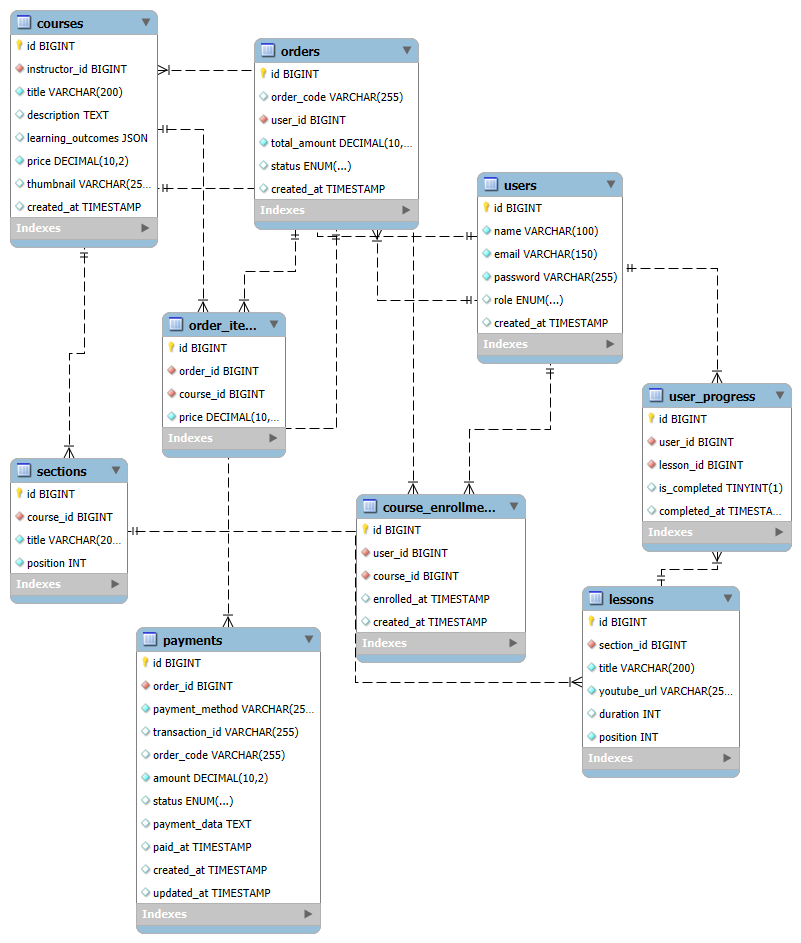 courses
id BIGINT
instructor_id BIGINT
title VARCHAR(200)
description TEXT
learning_outcomes JSON
price DECIMAL(10,2)
thumbnail VARCHAR(25...
created_at TIMESTAMP
Indexes
orders
id BIGINT
order_code VARCHAR(255)
user_id BIGINT
total_amount DECIMAL(10,...
status ENUM(...)
created_at TIMESTAMP
Indexes
users
id BIGINT
name VARCHAR(100)
email VARCHAR(150)
password VARCHAR(255)
role ENUM(...)
created_at TIMESTAMP
Indexes
order_ite...
id BIGINT
order_id BIGINT
course_id BIGINT
price DECIMAL(10,...
Indexes
user_progress
id BIGINT
user_id BIGINT
lesson_id BIGINT
is_completed TINYINT(1)
completed_at TIMESTA...
Indexes
sections
id BIGINT
course_id BIGINT
title VARCHAR(20...
position INT
Indexes
course_enrollme...
id BIGINT
user_id BIGINT
course_id BIGINT
enrolled_at TIMESTAMP
created_at TIMESTAMP
Indexes
lessons
id BIGINT
section_id BIGINT
title VARCHAR(200)
youtube_url VARCHAR(25...
duration INT
position INT
Indexes
payments
id BIGINT
order_id BIGINT
payment_method VARCHAR(25...
transaction_id VARCHAR(255)
order_code VARCHAR(255)
amount DECIMAL(10,2)
status ENUM(...)
payment_data TEXT
paid_at TIMESTAMP
created_at TIMESTAMP
updated_at TIMESTAMP
Indexes